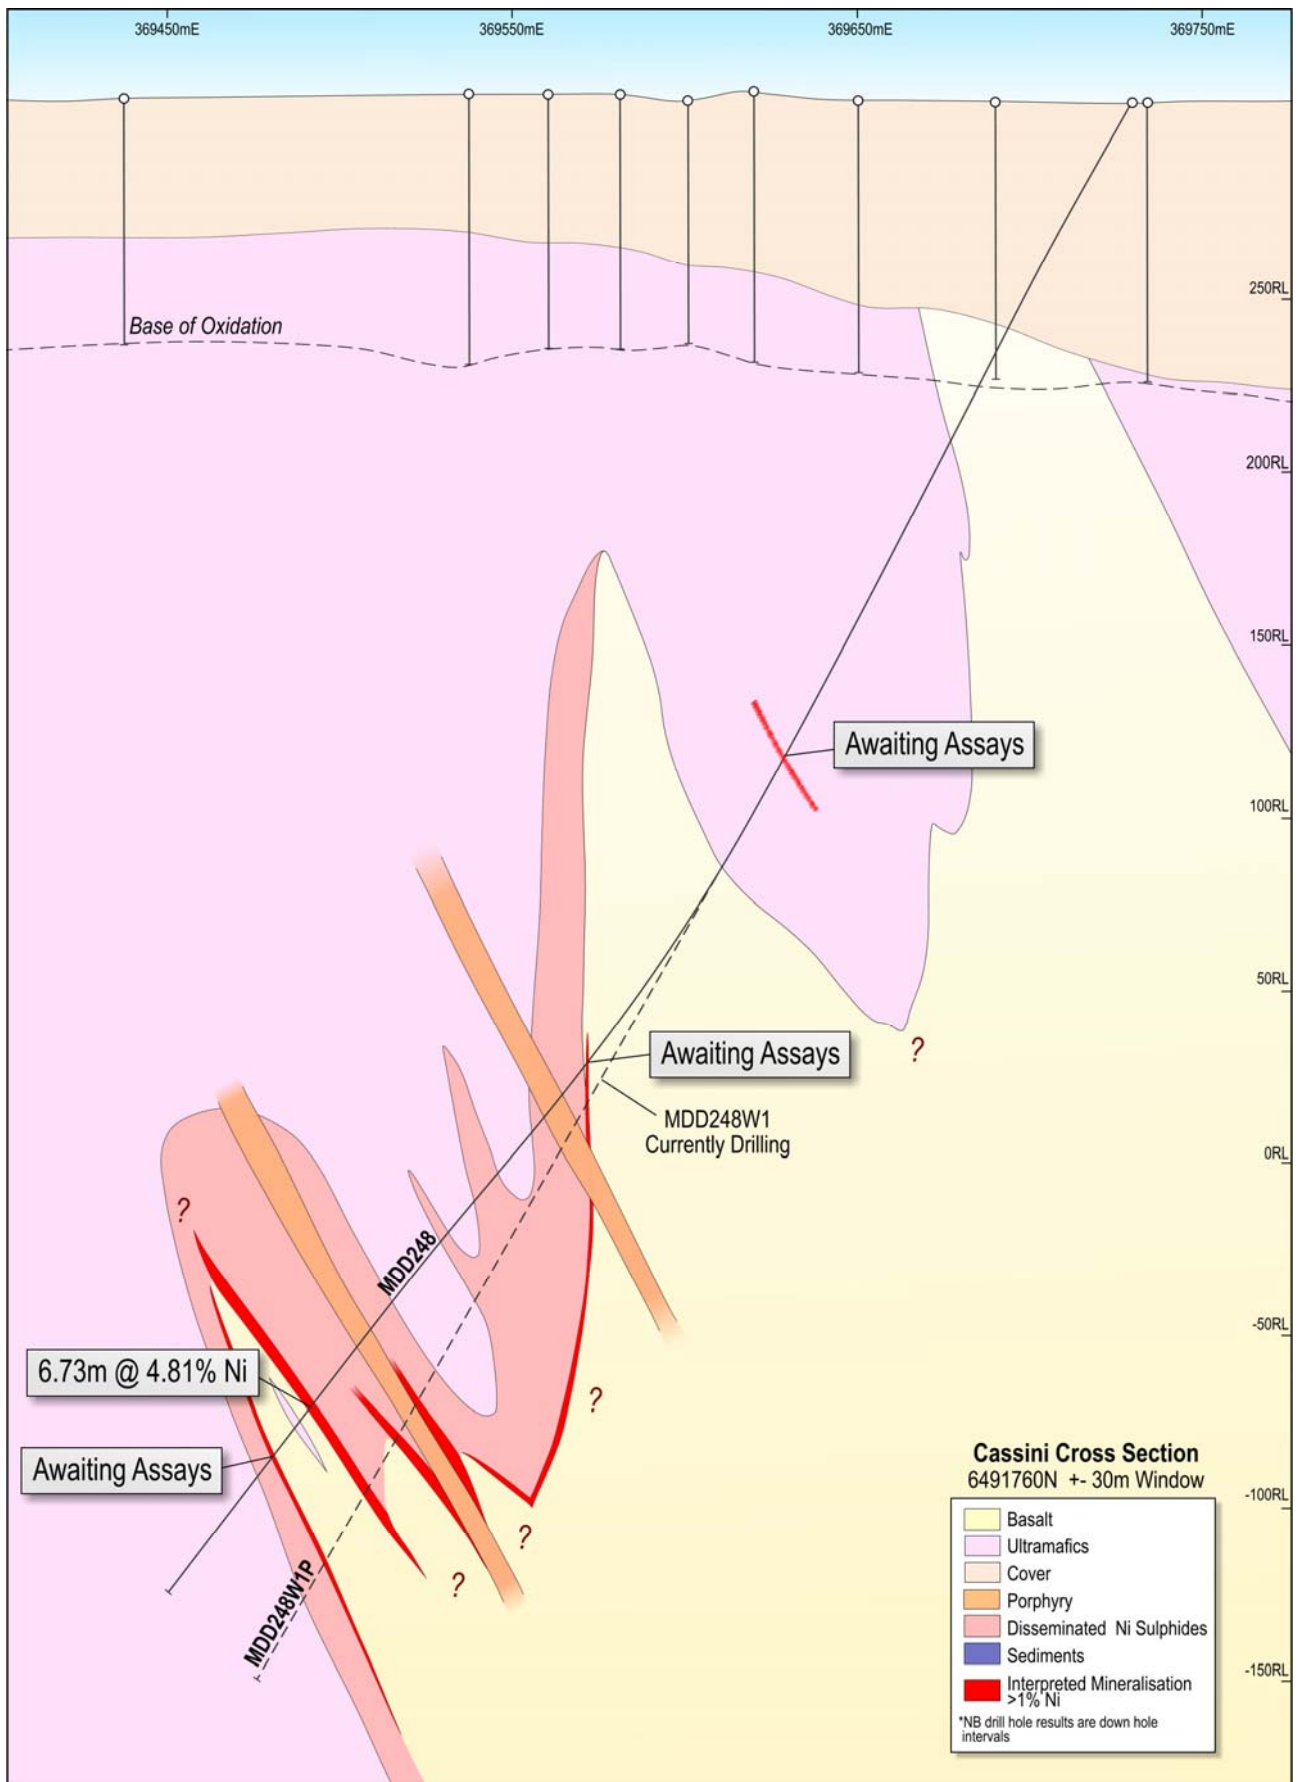 369450mE
369550mE
369650mE
369750mE
250RL
Base of Oxidation
200RL
150RL
Awaiting Assays
100RL
50RL
?
Awaiting Assays
MDD248W1
Currently Drilling
0RL
?
MDD248
-50RL
6.73m @ 4.81% Ni
?
Awaiting Assays
-100RL
?
?
MDD248W1P
-150RL
Cassini Cross Section
6491760N +- 30m Window
Basalt
Ultramafics
Cover
Porphyry
Disseminated Ni Sulphides
Sediments
Interpreted Mineralisation
>1% Ni
*NB drill hole results are down hole
intervals